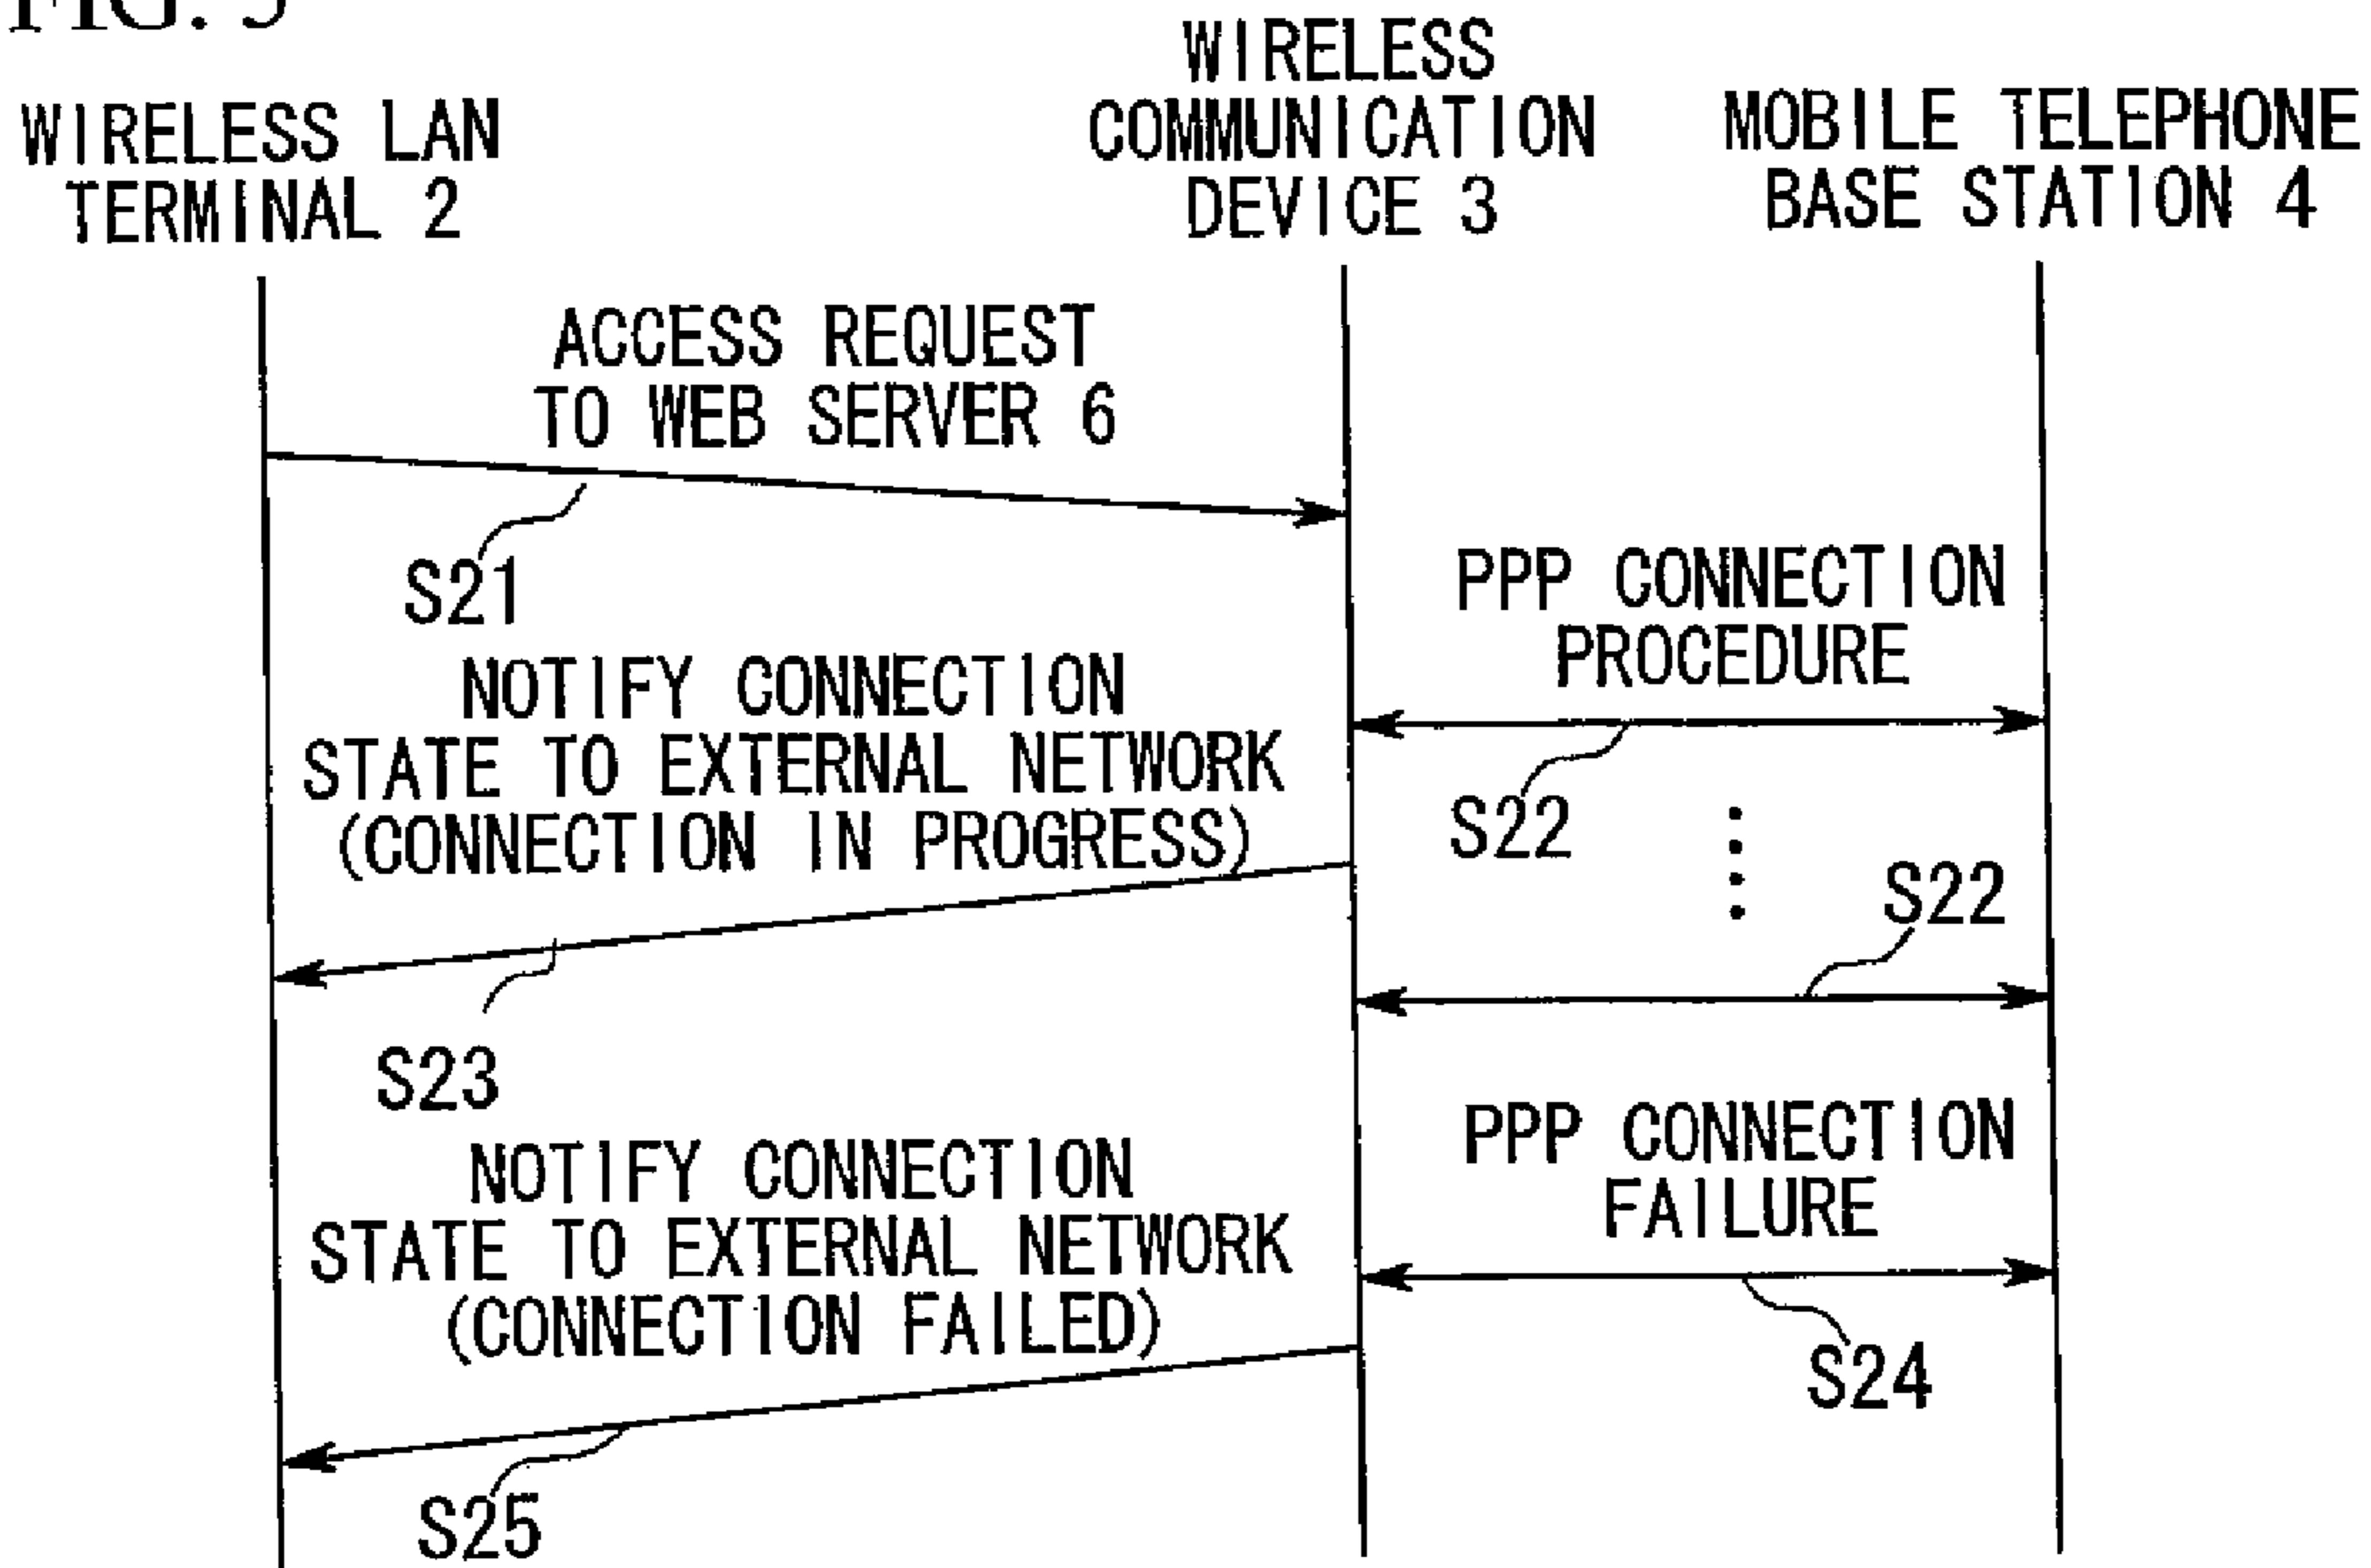 FIG. 5
WIRELESS LAN
TERMINAL 2
WIRELESS
COMMUNICATION
DEVICE 3
MOBILE TELEPHONE
BASE STATION 4
ACCESS REQUEST
TO WEB SERVER 6
S21
PPP CONNECTION
PROCEDURE
S22
S22
NOTIFY CONNECTION
STATE TO EXTERNAL NETWORK
(CONNECTION IN PROGRESS)
S23
PPP CONNECTION
FAILURE
S24
NOTIFY CONNECTION
STATE TO EXTERNAL NETWORK
(CONNECTION FAILED)
S25